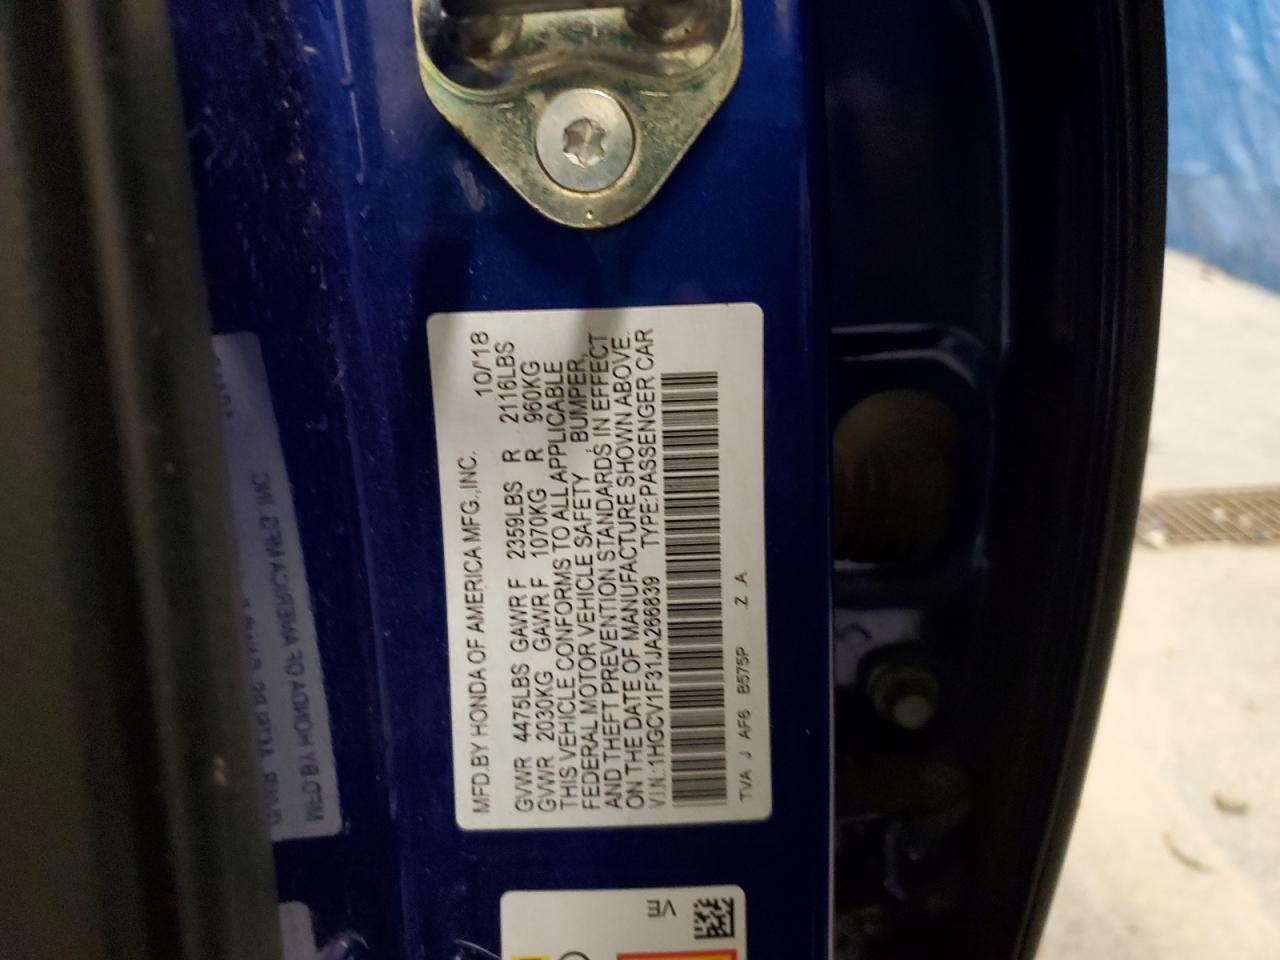 MFD.BY HONDA OF AMERICA MFG.,INC. 10/'18
GVWR 4475LBS GAWR F 2359LBS R 2116LBS
GVWR 2030KG GAWR F 1070KG R 960KG
THIS VEHICLE CONFORMS TO ALL APPLICABLE
FEDERAL MOTOR VEHICLE SAFETY , BUMPER,
AND THEFT PREVENTION STANDARDS IN EFFECT
ON THE DATE OF MANUFACTURE SHOWN ABOVE.
V.I.N.:1HGCV1F31JA266839 TYPE:PASSENGER CAR
TVA J AF6 B575P .Z .A
VE